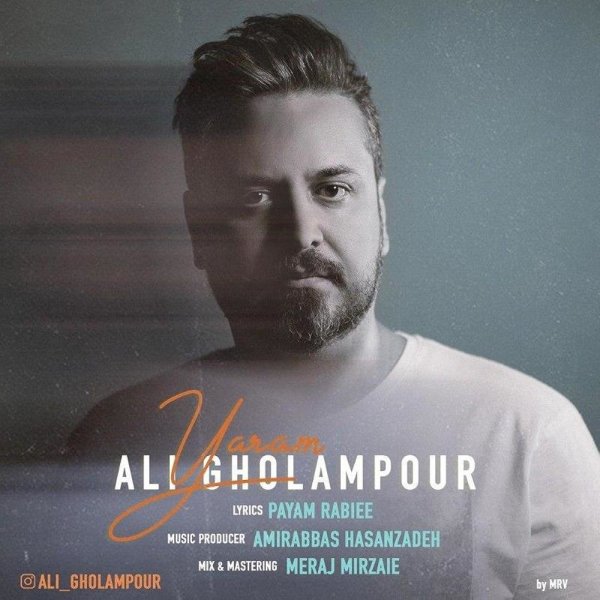 Yaram
ALI GHOLAMPOUR
LYRICS PAYAM RABIEE
MUSIC PRODUCER AMIRABBAS HASANZADEH
MIX & MASTERING MERAJ MIRZAIE
ALI_GHOLAMPOUR
by MRV